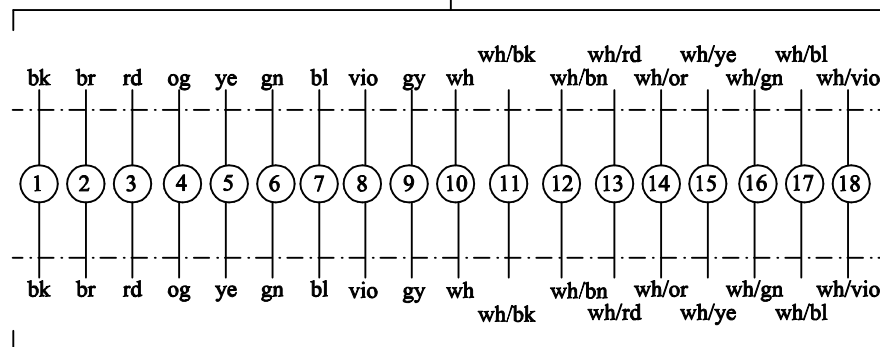 wh/bk wh/rd wh/ye wh/bl
bk br rd og ye gn bl vio gy wh wh/bn wh/or wh/gn wh/vio
1 2 3 4 5 6 7 8 9 10 11 12 13 14 15 16 17 18
bk br rd og ye gn bl vio gy wh wh/bn wh/or wh/gn wh/vio
wh/bk wh/rd wh/ye wh/bl